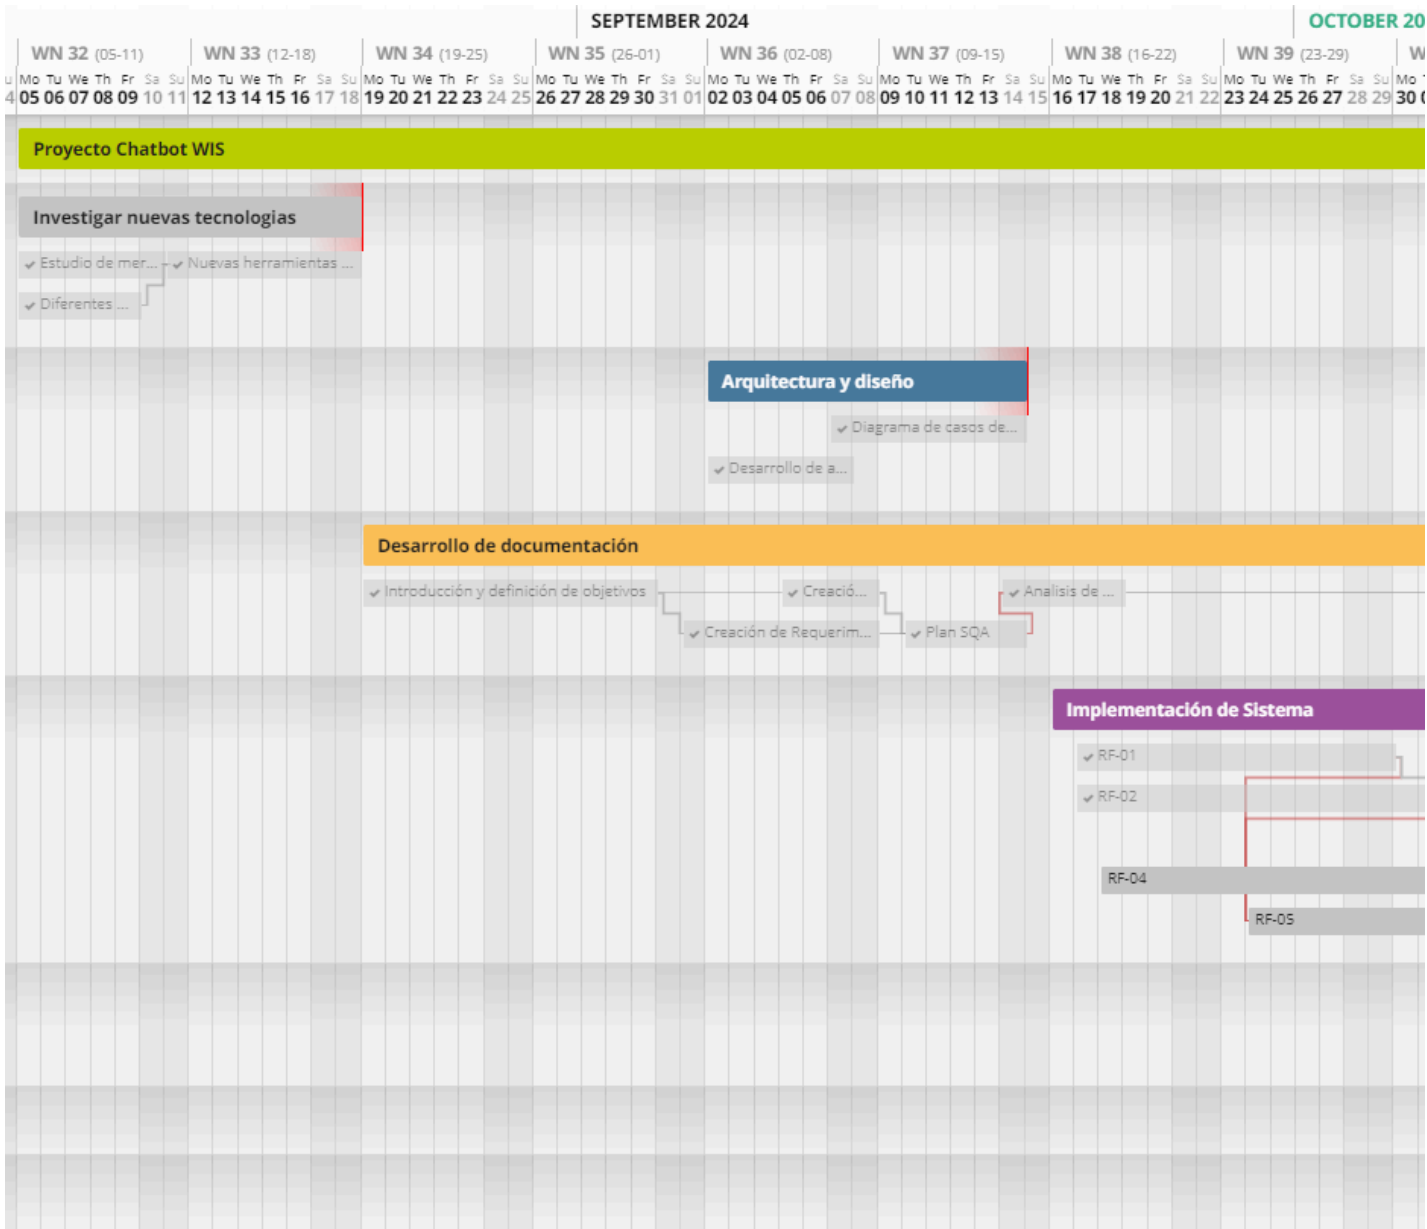 SEPTEMBER 2024 OCTOBER 20
WN 32 (05-11) WN 33 (12-18) WN 34 (19-25) WN 35 (26-01) WN 36 (02-08) WN 37 (09-15) WN 38 (16-22) WN 39 (23-29) W
Mo Tu We Th Fr Sa Su Mo Tu We Th Fr Sa Su Mo Tu We Th Fr Sa Su Mo Tu We Th Fr Sa Su Mo Tu We Th Fr Sa Su Mo Tu We Th Fr Sa Su Mo Tu We Th Fr Sa Su Mo Tu We Th Fr Sa Su Mo
4 05 06 07 08 09 10 11 12 13 14 15 16 17 18 19 20 21 22 23 24 25 26 27 28 29 30 31 01 02 03 04 05 06 07 08 09 10 11 12 13 14 15 16 17 18 19 20 21 22 23 24 25 26 27 28 29 30
Proyecto Chatbot WIS
Investigar nuevas tecnologias
Estudio de mer... Nuevas herramientas ...
Diferentes ...
Arquitectura y diseño
Diagrama de casos de...
Desarrollo de a...
Desarrollo de documentación
Introducción y definición de objetivos Creació... Analisis de ...
Creación de Requerim... Plan SQA
Implementación de Sistema
RF-01
RF-02
RF-04
RF-05